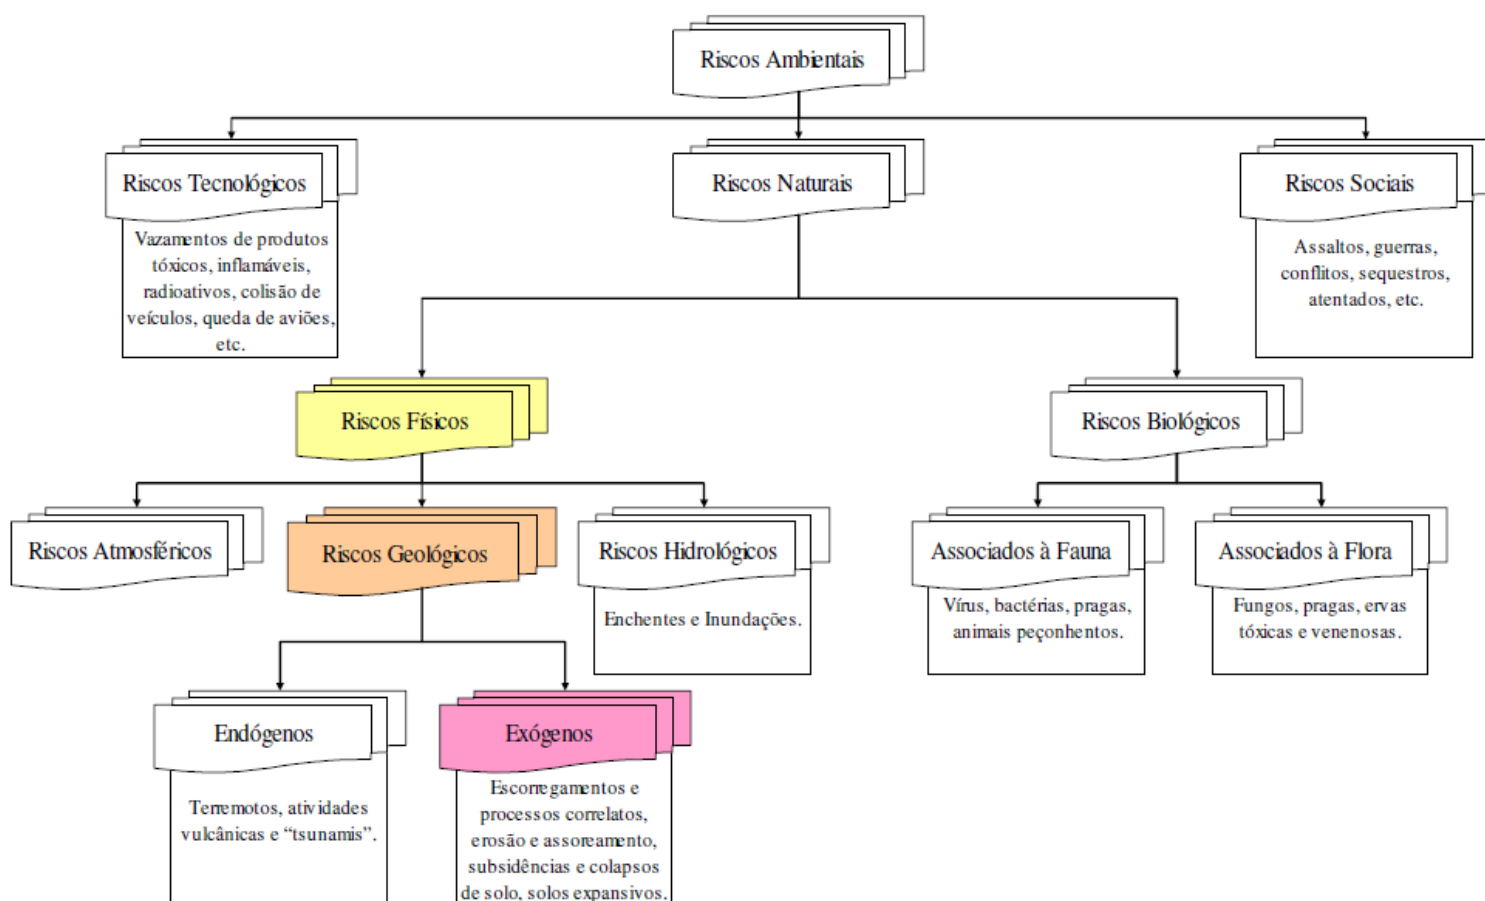 Riscos Ambientais
Riscos Tecnológicos
Riscos Naturais
Riscos Sociais
Vazamentos de produtos
tóxicos, inflamáveis,
radioativos, colisão de
veículos, queda de aviões,
etc.
Assaltos, guerras,
conflitos, sequestros,
atentados, etc.
Riscos Físicos
Riscos Biológicos
Riscos Atmosféricos
Riscos Geológicos
Riscos Hidrológicos
Associados à Fauna
Associados à Flora
Enchentes e Inundações.
Vírus, bactérias, pragas,
animais peçonhentos.
Fungos, pragas, ervas
tóxicas e venenosas.
Endógenos
Exógenos
Terremotos, atividades
vulcânicas e “tsunamis”.
Escorregamentos e
processos correlatos,
erosão e assoreamento,
subsidências e colapsos
de solo, solos expansivos.